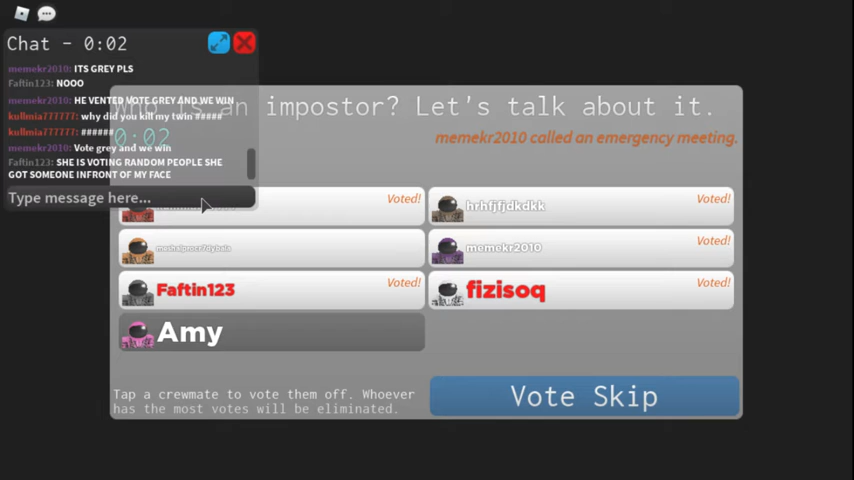 Chat - 0:02
memekr2010: ITS GREY PLS
Faftin123: NOOO
memekr2010: HE VENTED VOTE GREY AND WE WIN
kullmia777777: why did you kill my twin #####
kullmia777777: ######
memekr2010: Vote grey and we win
Faftin123: SHE IS VOTING RANDOM PEOPLE SHE
GOT SOMEONE INFRONT OF MY FACE
Type message here...
Who is an impostor? Let's talk about it.
0:02
memekr2010 called an emergency meeting.
Voted!
hrhfjfjdkdkk Voted!
memekr2010 Voted!
Faftin123 Voted!
fizisoq Voted!
Amy
Tap a crewmate to vote them off. Whoever
has the most votes will be eliminated.
Vote Skip